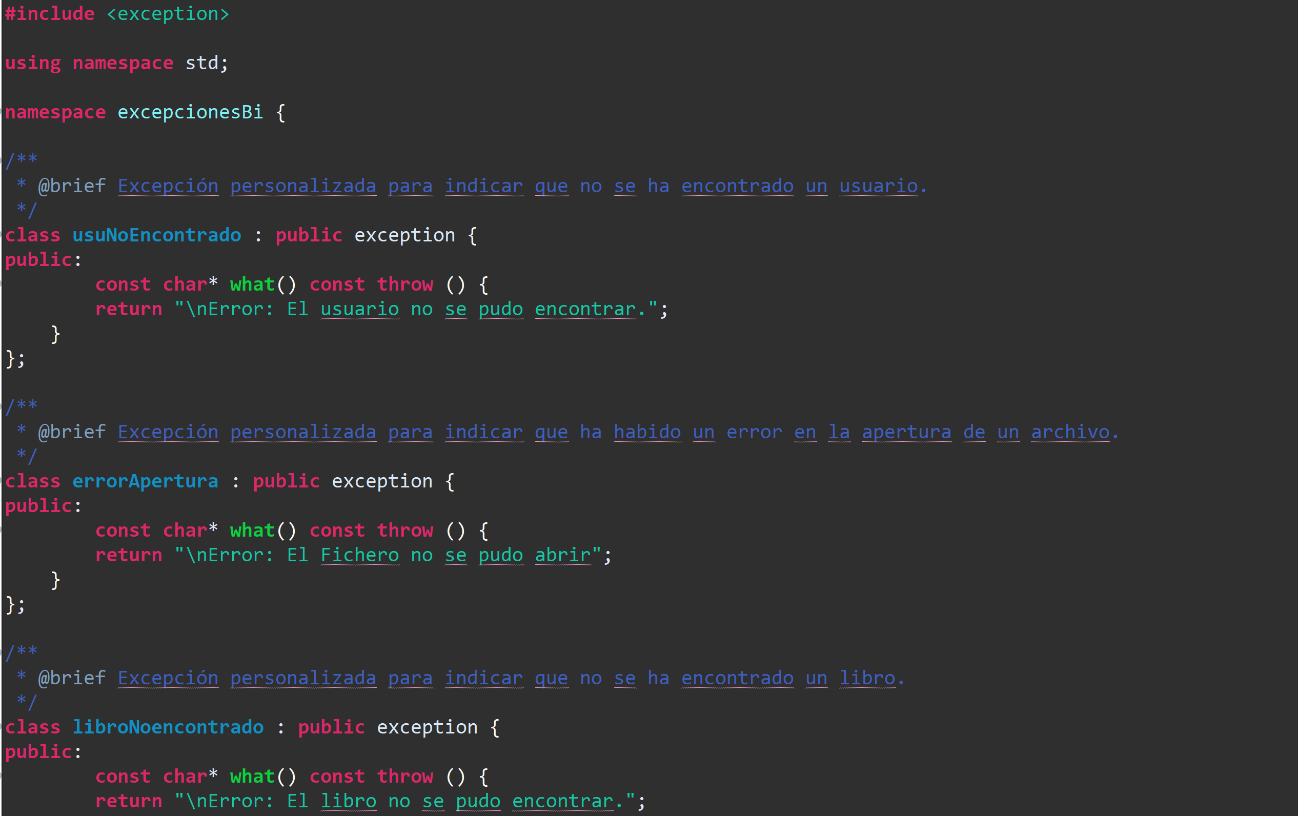 #include <exception>
using namespace std;
namespace excepcionesBi {
/**
 * @brief Excepción personalizada para indicar que no se ha encontrado un usuario.
 */
class usuNoEncontrado : public exception {
public:
        const char* what() const throw () {
        return "\nError: El usuario no se pudo encontrar.";
    }
};
/**
 * @brief Excepción personalizada para indicar que ha habido un error en la apertura de un archivo.
 */
class errorApertura : public exception {
public:
        const char* what() const throw () {
        return "\nError: El Fichero no se pudo abrir";
    }
};
/**
 * @brief Excepción personalizada para indicar que no se ha encontrado un libro.
 */
class libroNoencontrado : public exception {
public:
        const char* what() const throw () {
        return "\nError: El libro no se pudo encontrar.";